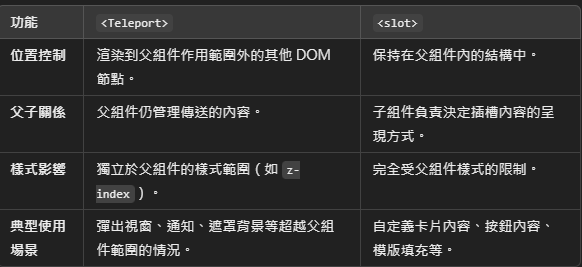 功能 <Teleport> <slot>
位置控制 渲染到父組件作用範圍外的其他 DOM 保持在父組件內的結構中。
節點。
父子關係 父組件仍管理傳送的內容。 子組件負責決定插槽內容的呈
現方式。
樣式影響 獨立於父組件的樣式範圍（如 z- 完全受父組件樣式的限制。
index ）。
典型使用 彈出視窗、通知、遮罩背景等超越父組 自定義卡片內容、按鈕內容、
場景 件範圍的情況。 模版填充等。